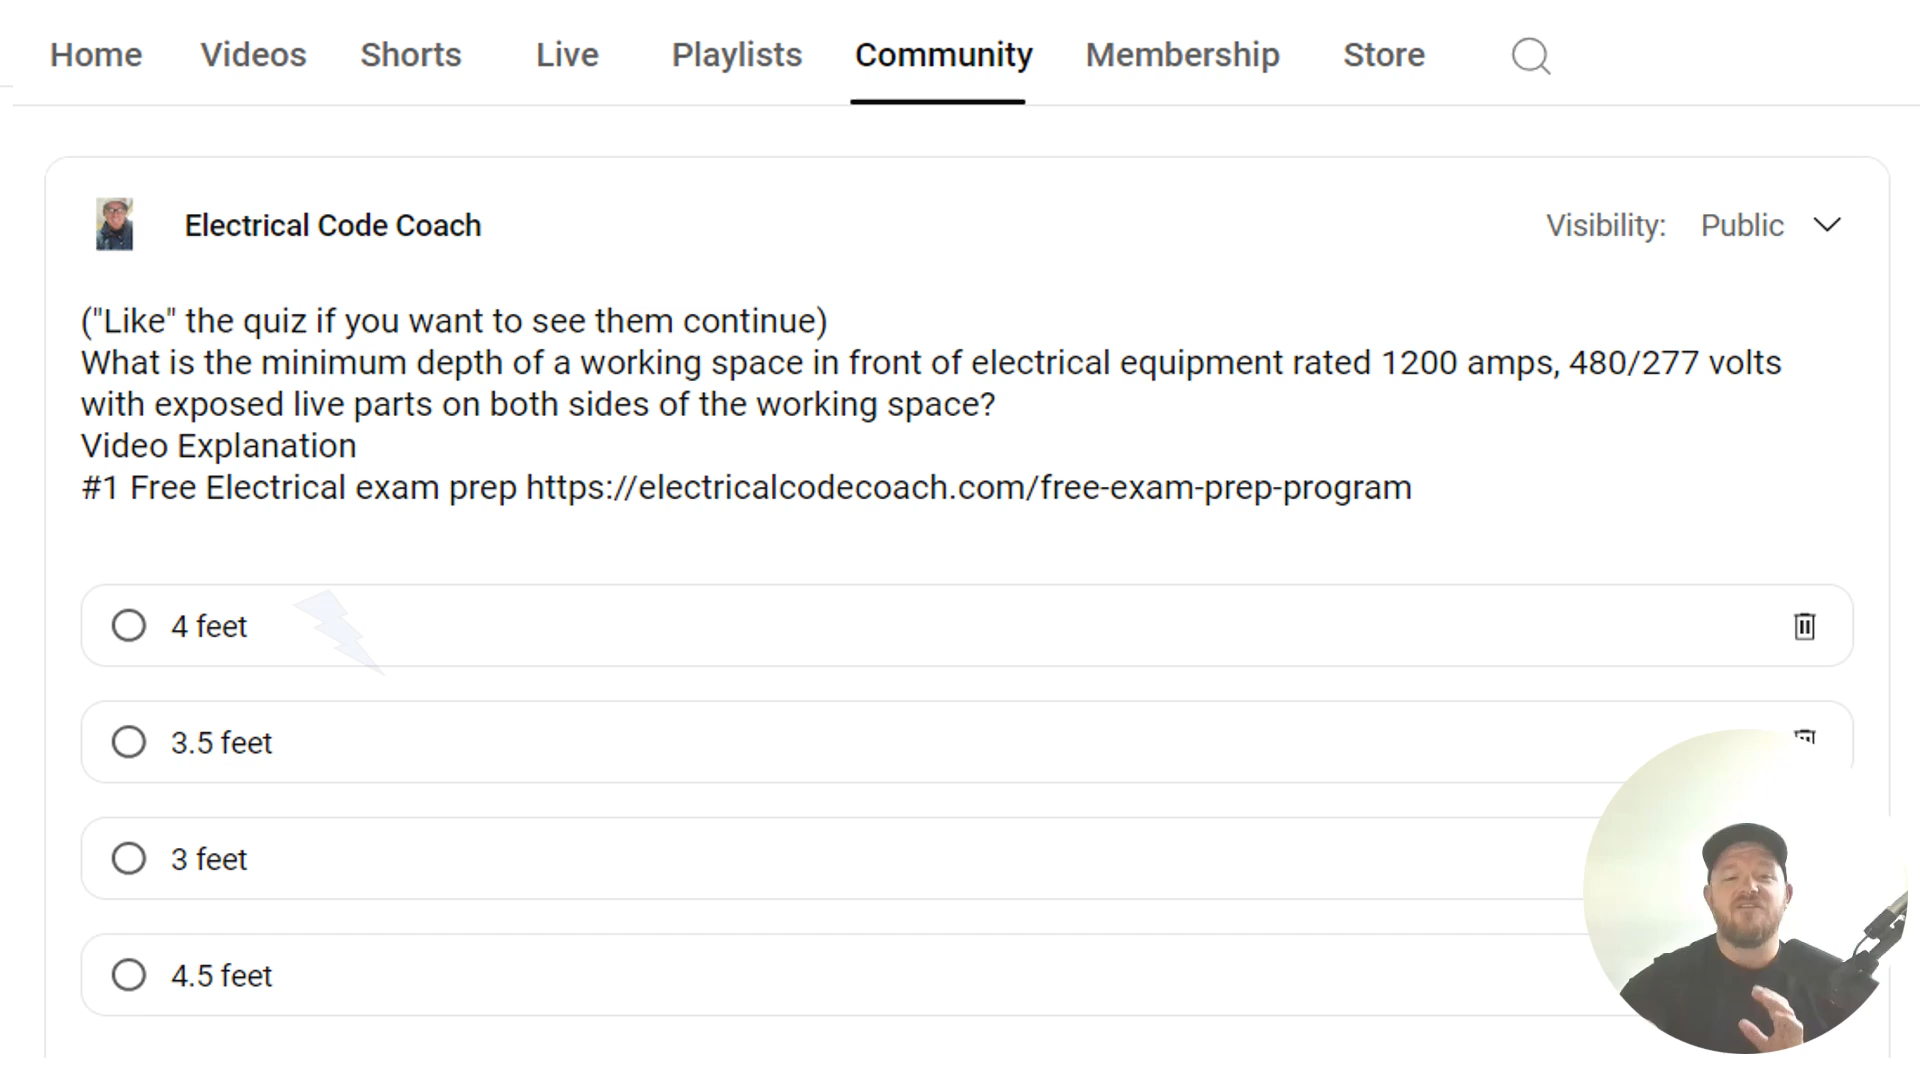 Home Videos Shorts Live Playlists Community Membership Store
Electrical Code Coach
Visibility: Public
("Like" the quiz if you want to see them continue)
What is the minimum depth of a working space in front of electrical equipment rated 1200 amps, 480/277 volts
with exposed live parts on both sides of the working space?
Video Explanation
#1 Free Electrical exam prep https://electricalcodecoach.com/free-exam-prep-program
4 feet
3.5 feet
3 feet
4.5 feet